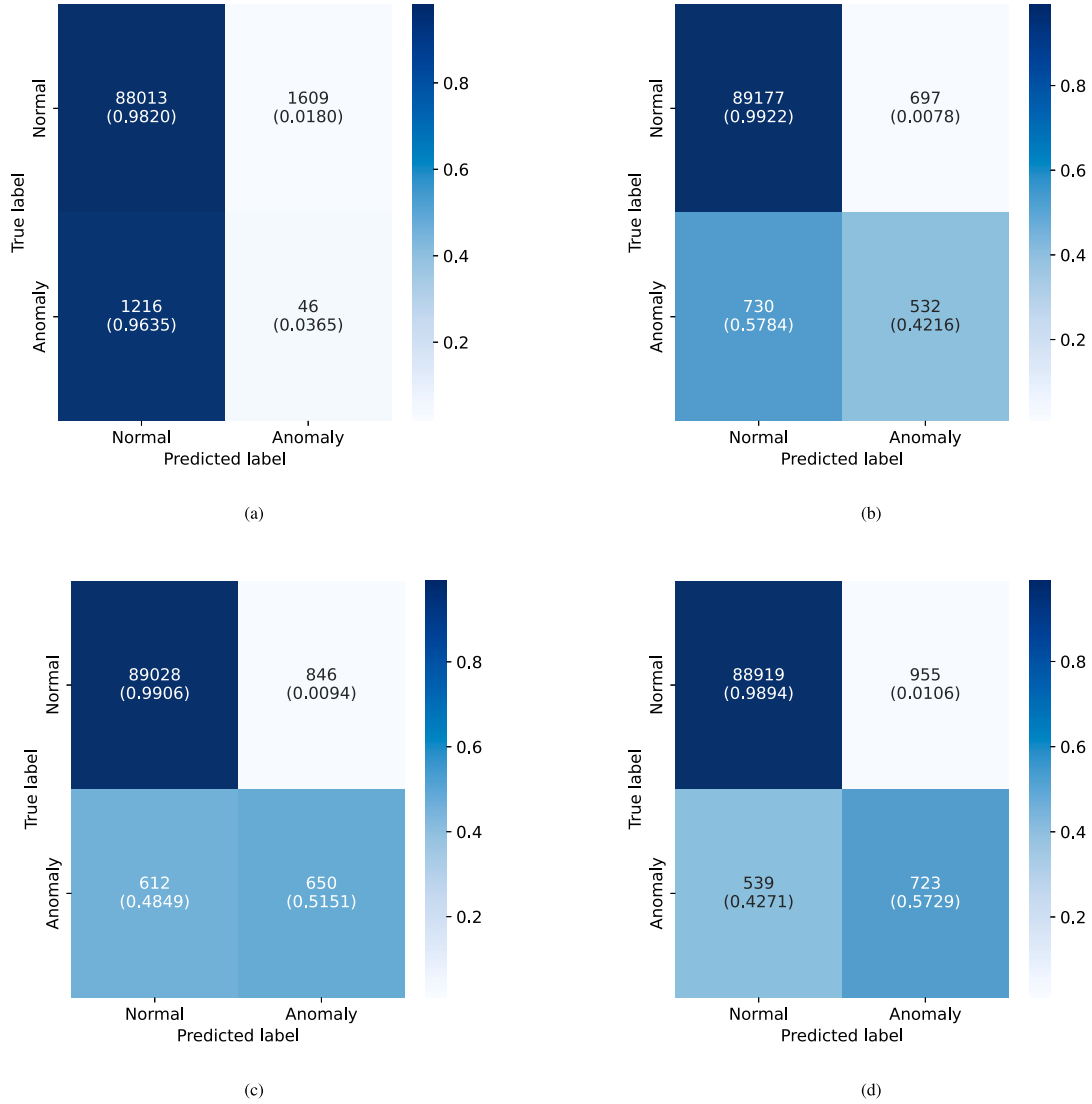 Normal
88013
(0.9820)
1609
(0.0180)
Anomaly
1216
(0.9635)
46
(0.0365)
True label
Normal
Anomaly
Predicted label
0.8
0.6
0.4
0.2
(a)
Normal
89177
(0.9922)
697
(0.0078)
Anomaly
730
(0.5784)
532
(0.4216)
True label
Normal
Anomaly
Predicted label
0.8
0.6
0.4
0.2
(b)
Normal
89028
(0.9906)
846
(0.0094)
Anomaly
612
(0.4849)
650
(0.5151)
True label
Normal
Anomaly
Predicted label
0.8
0.6
0.4
0.2
(c)
Normal
88919
(0.9894)
955
(0.0106)
Anomaly
539
(0.4271)
723
(0.5729)
True label
Normal
Anomaly
Predicted label
0.8
0.6
0.4
0.2
(d)